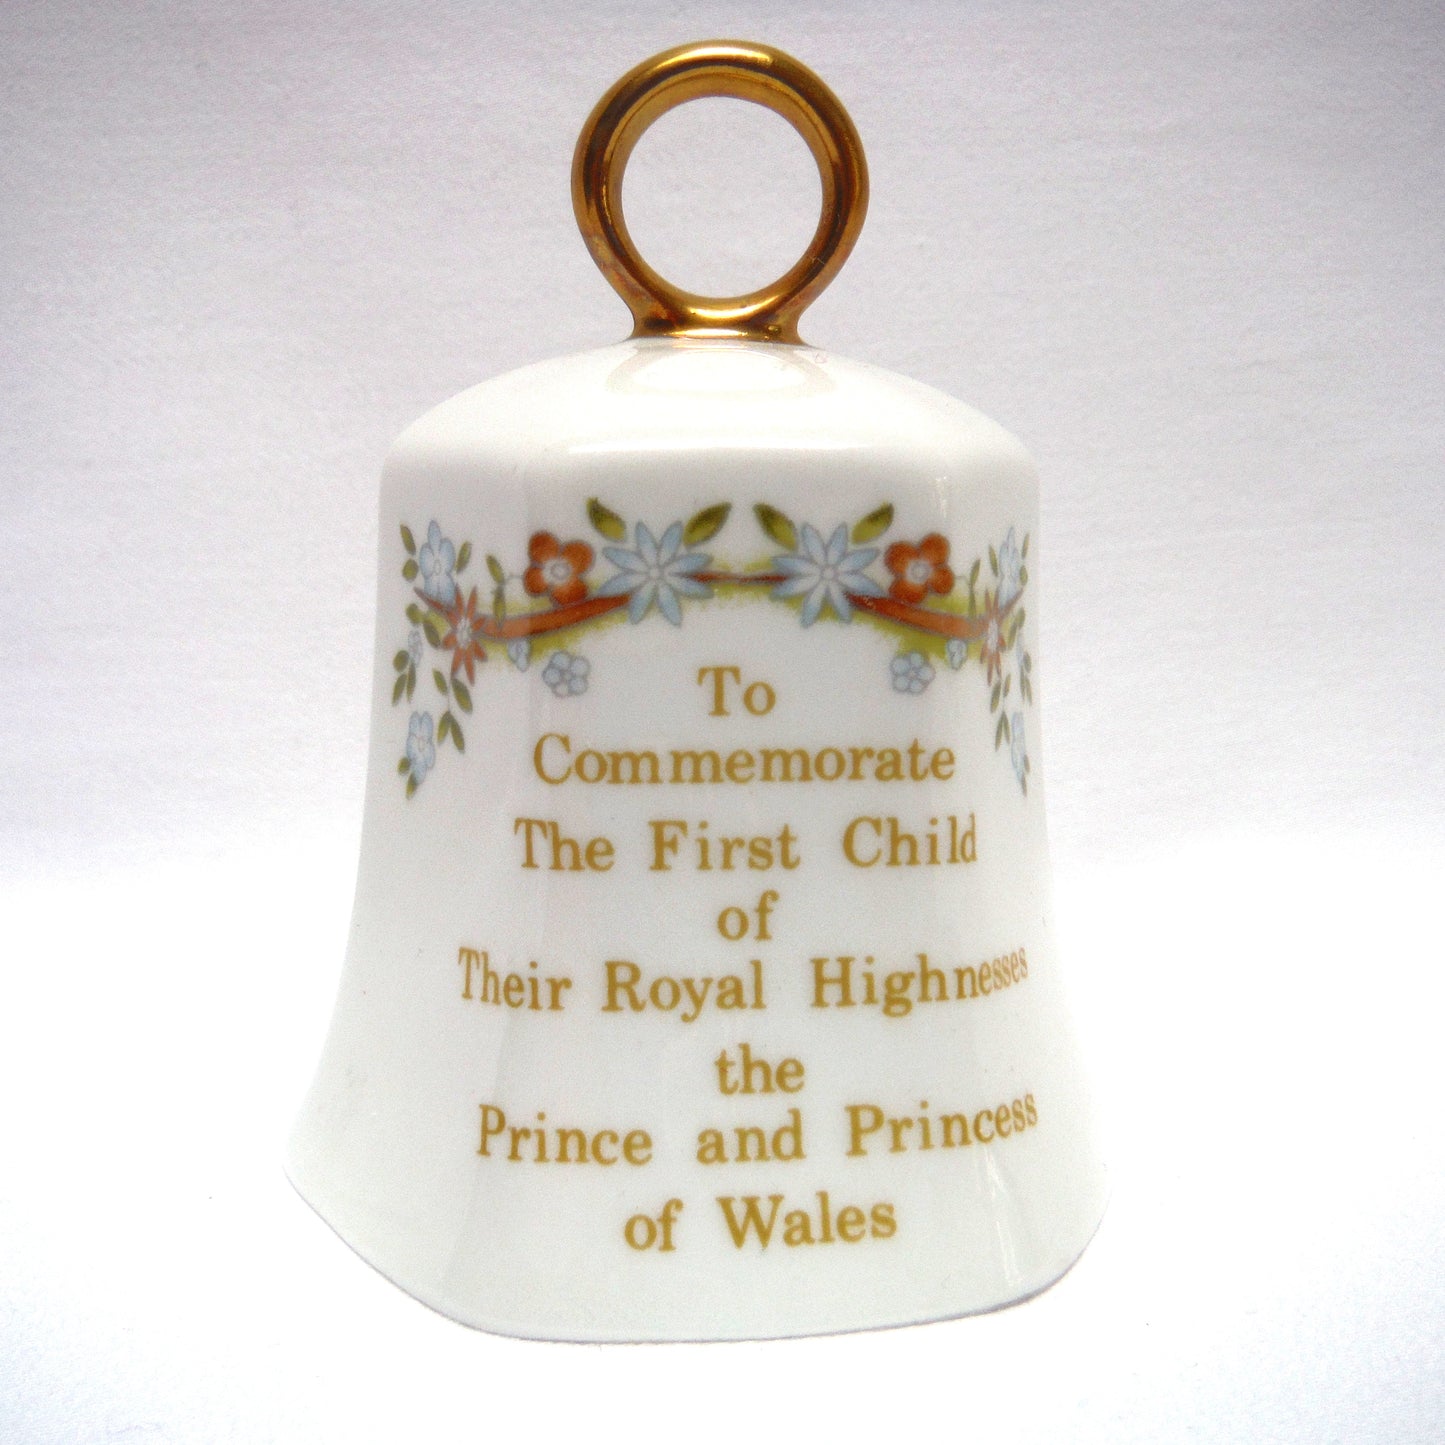 To
Commemorate
The First Child
of
Their Royal Highnesses
the
Prince and Princess
of Wales